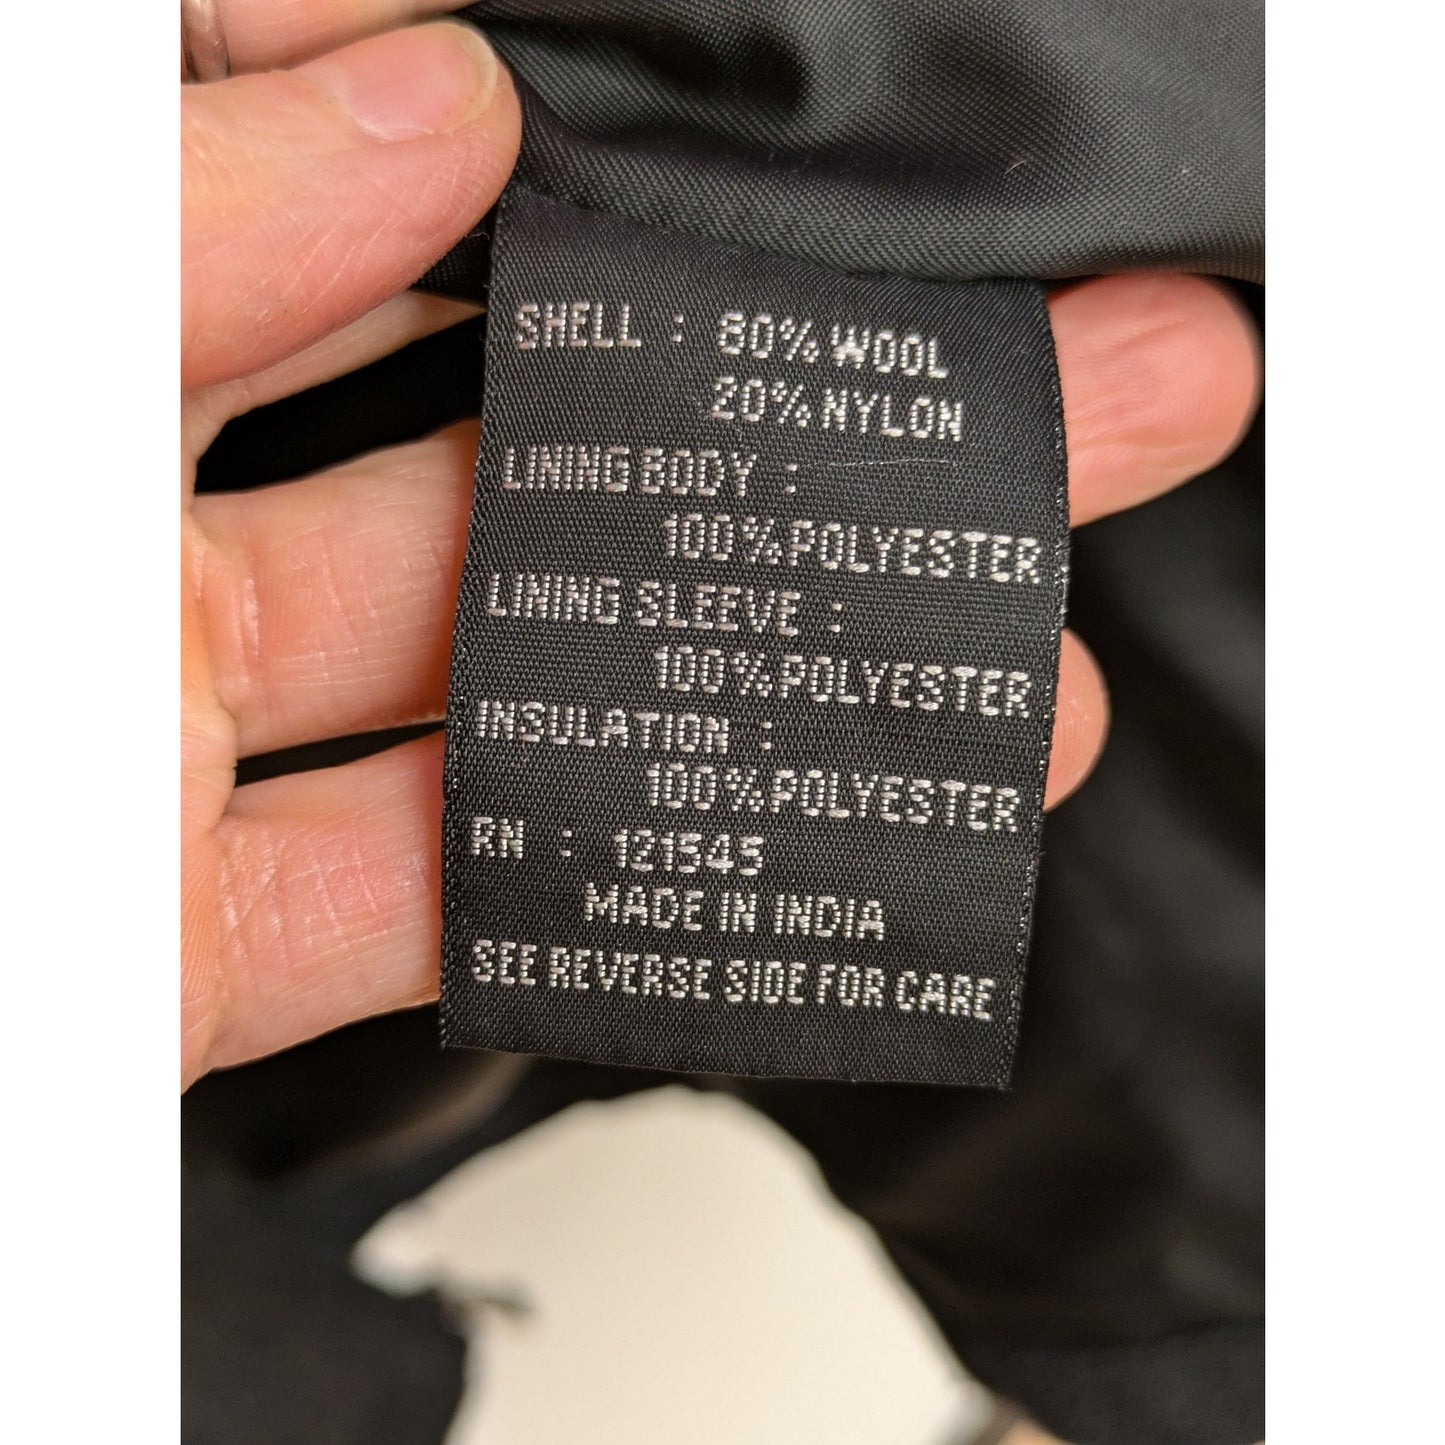 SHELL : 80% WOOL
20% NYLON
LINING BODY :
100% POLYESTER
LINING SLEEVE :
100% POLYESTER
INSULATION :
100% POLYESTER
RN : 121545
MADE IN INDIA
SEE REVERSE SIDE FOR CARE